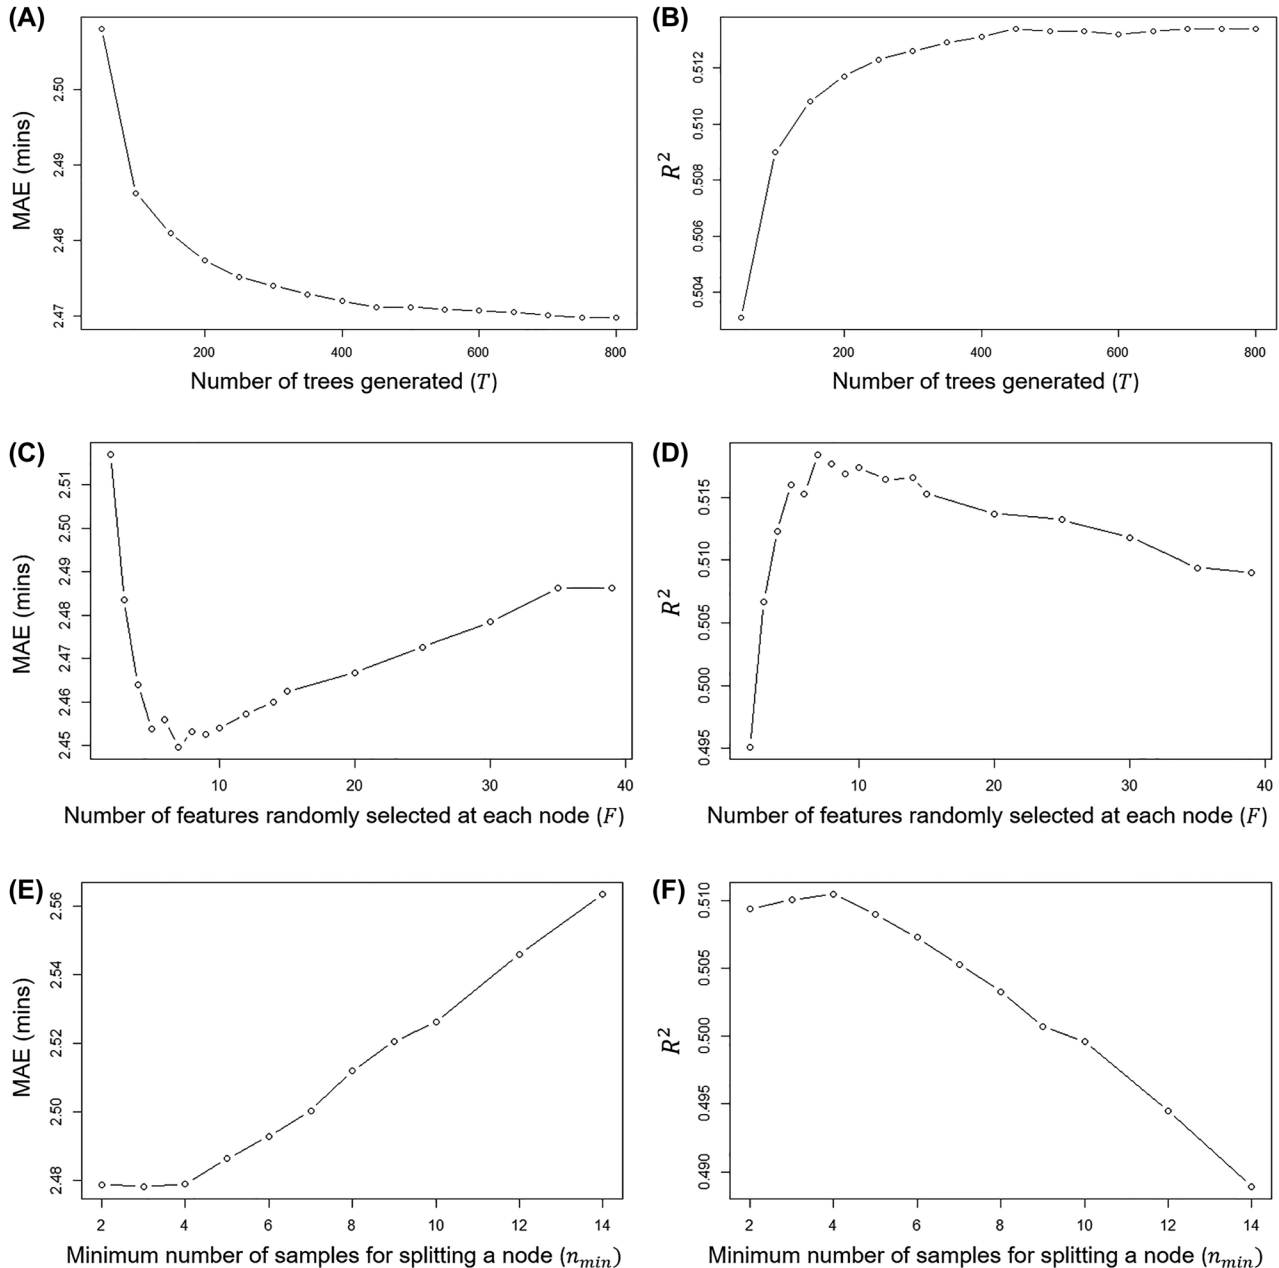 (A)
MAE (mins)
2.50
2.49
2.48
2.47
200 400 600 800
Number of trees generated (T)
(B)
R²
0.512
0.510
0.508
0.506
0.504
200 400 600 800
Number of trees generated (T)
(C)
MAE (mins)
2.51
2.50
2.49
2.48
2.47
2.46
2.45
10 20 30 40
Number of features randomly selected at each node (F)
(D)
R²
0.515
0.510
0.505
0.500
0.495
10 20 30 40
Number of features randomly selected at each node (F)
(E)
MAE (mins)
2.56
2.54
2.52
2.50
2.48
2 4 6 8 10 12 14
Minimum number of samples for splitting a node (nmin)
(F)
R²
0.510
0.505
0.500
0.495
0.490
2 4 6 8 10 12 14
Minimum number of samples for splitting a node (nmin)